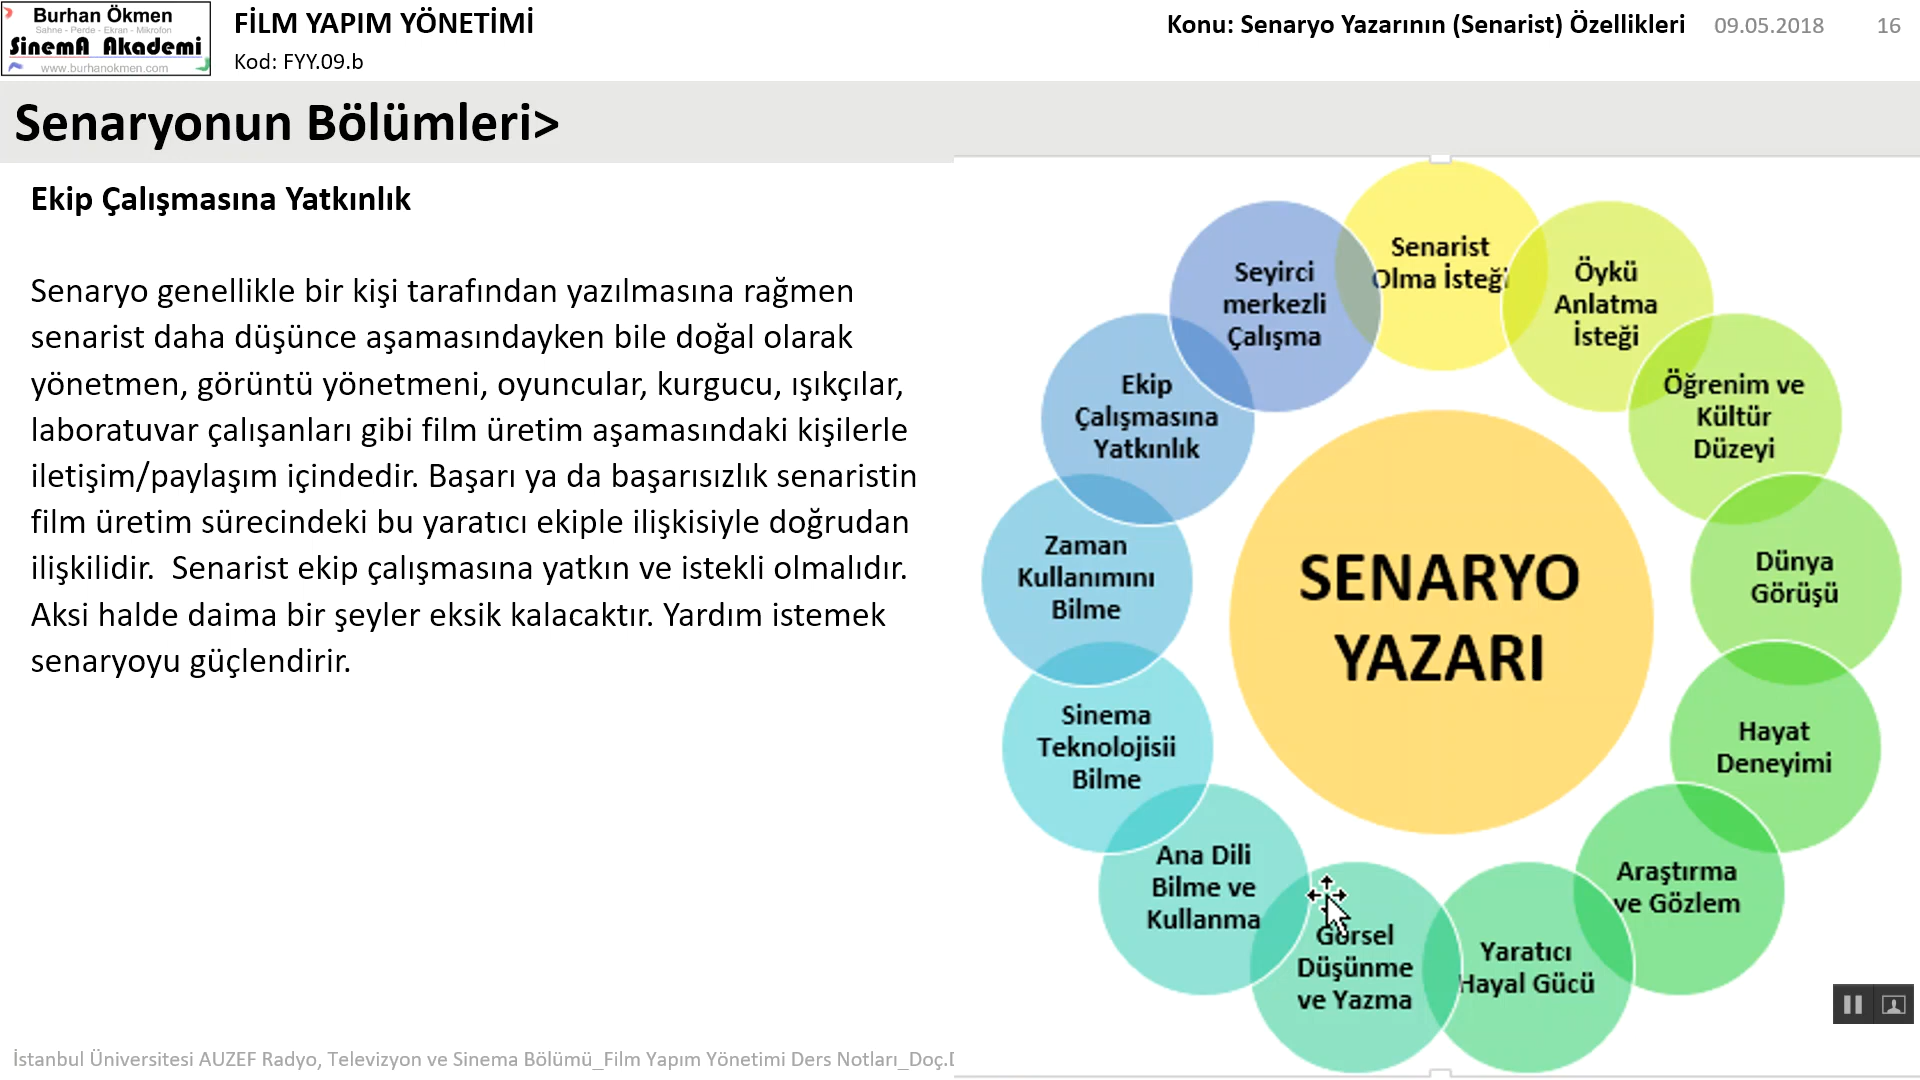 Burhan Ökmen
Sahne - Perde - Ekran - Mikrofon
SinemA Akademi
www.burhanokmen.com
FİLM YAPIM YÖNETİMİ
Kod: FYY.09.b
Konu: Senaryo Yazarının (Senarist) Özellikleri
09.05.2018
16
Senaryonun Bölümleri>
Ekip Çalışmasına Yatkınlık
Senaryo genellikle bir kişi tarafından yazılmasına rağmen
senarist daha düşünce aşamasındayken bile doğal olarak
yönetmen, görüntü yönetmeni, oyuncular, kurgucu, ışıkçılar,
laboratuvar çalışanları gibi film üretim aşamasındaki kişilerle
iletişim/paylaşım içindedir. Başarı ya da başarısızlık senaristin
film üretim sürecindeki bu yaratıcı ekiple ilişkisiyle doğrudan
ilişkilidir.  Senarist ekip çalışmasına yatkın ve istekli olmalıdır.
Aksi halde daima bir şeyler eksik kalacaktır. Yardım istemek
senaryoyu güçlendirir.
SENARYO
YAZARI
Senarist
Olma İsteği
Öykü
Anlatma
İsteği
Öğrenim ve
Kültür
Düzeyi
Dünya
Görüşü
Hayat
Deneyimi
Araştırma
ve Gözlem
Yaratıcı
Hayal Gücü
Görsel
Düşünme
ve Yazma
Ana Dili
Bilme ve
Kullanma
Sinema
Teknolojisii
Bilme
Zaman
Kullanımını
Bilme
Ekip
Çalışmasına
Yatkınlık
Seyirci
merkezli
Çalışma
İstanbul Üniversitesi AUZEF Radyo, Televizyon ve Sinema Bölümü_Film Yapım Yönetimi Ders Notları_Doç.